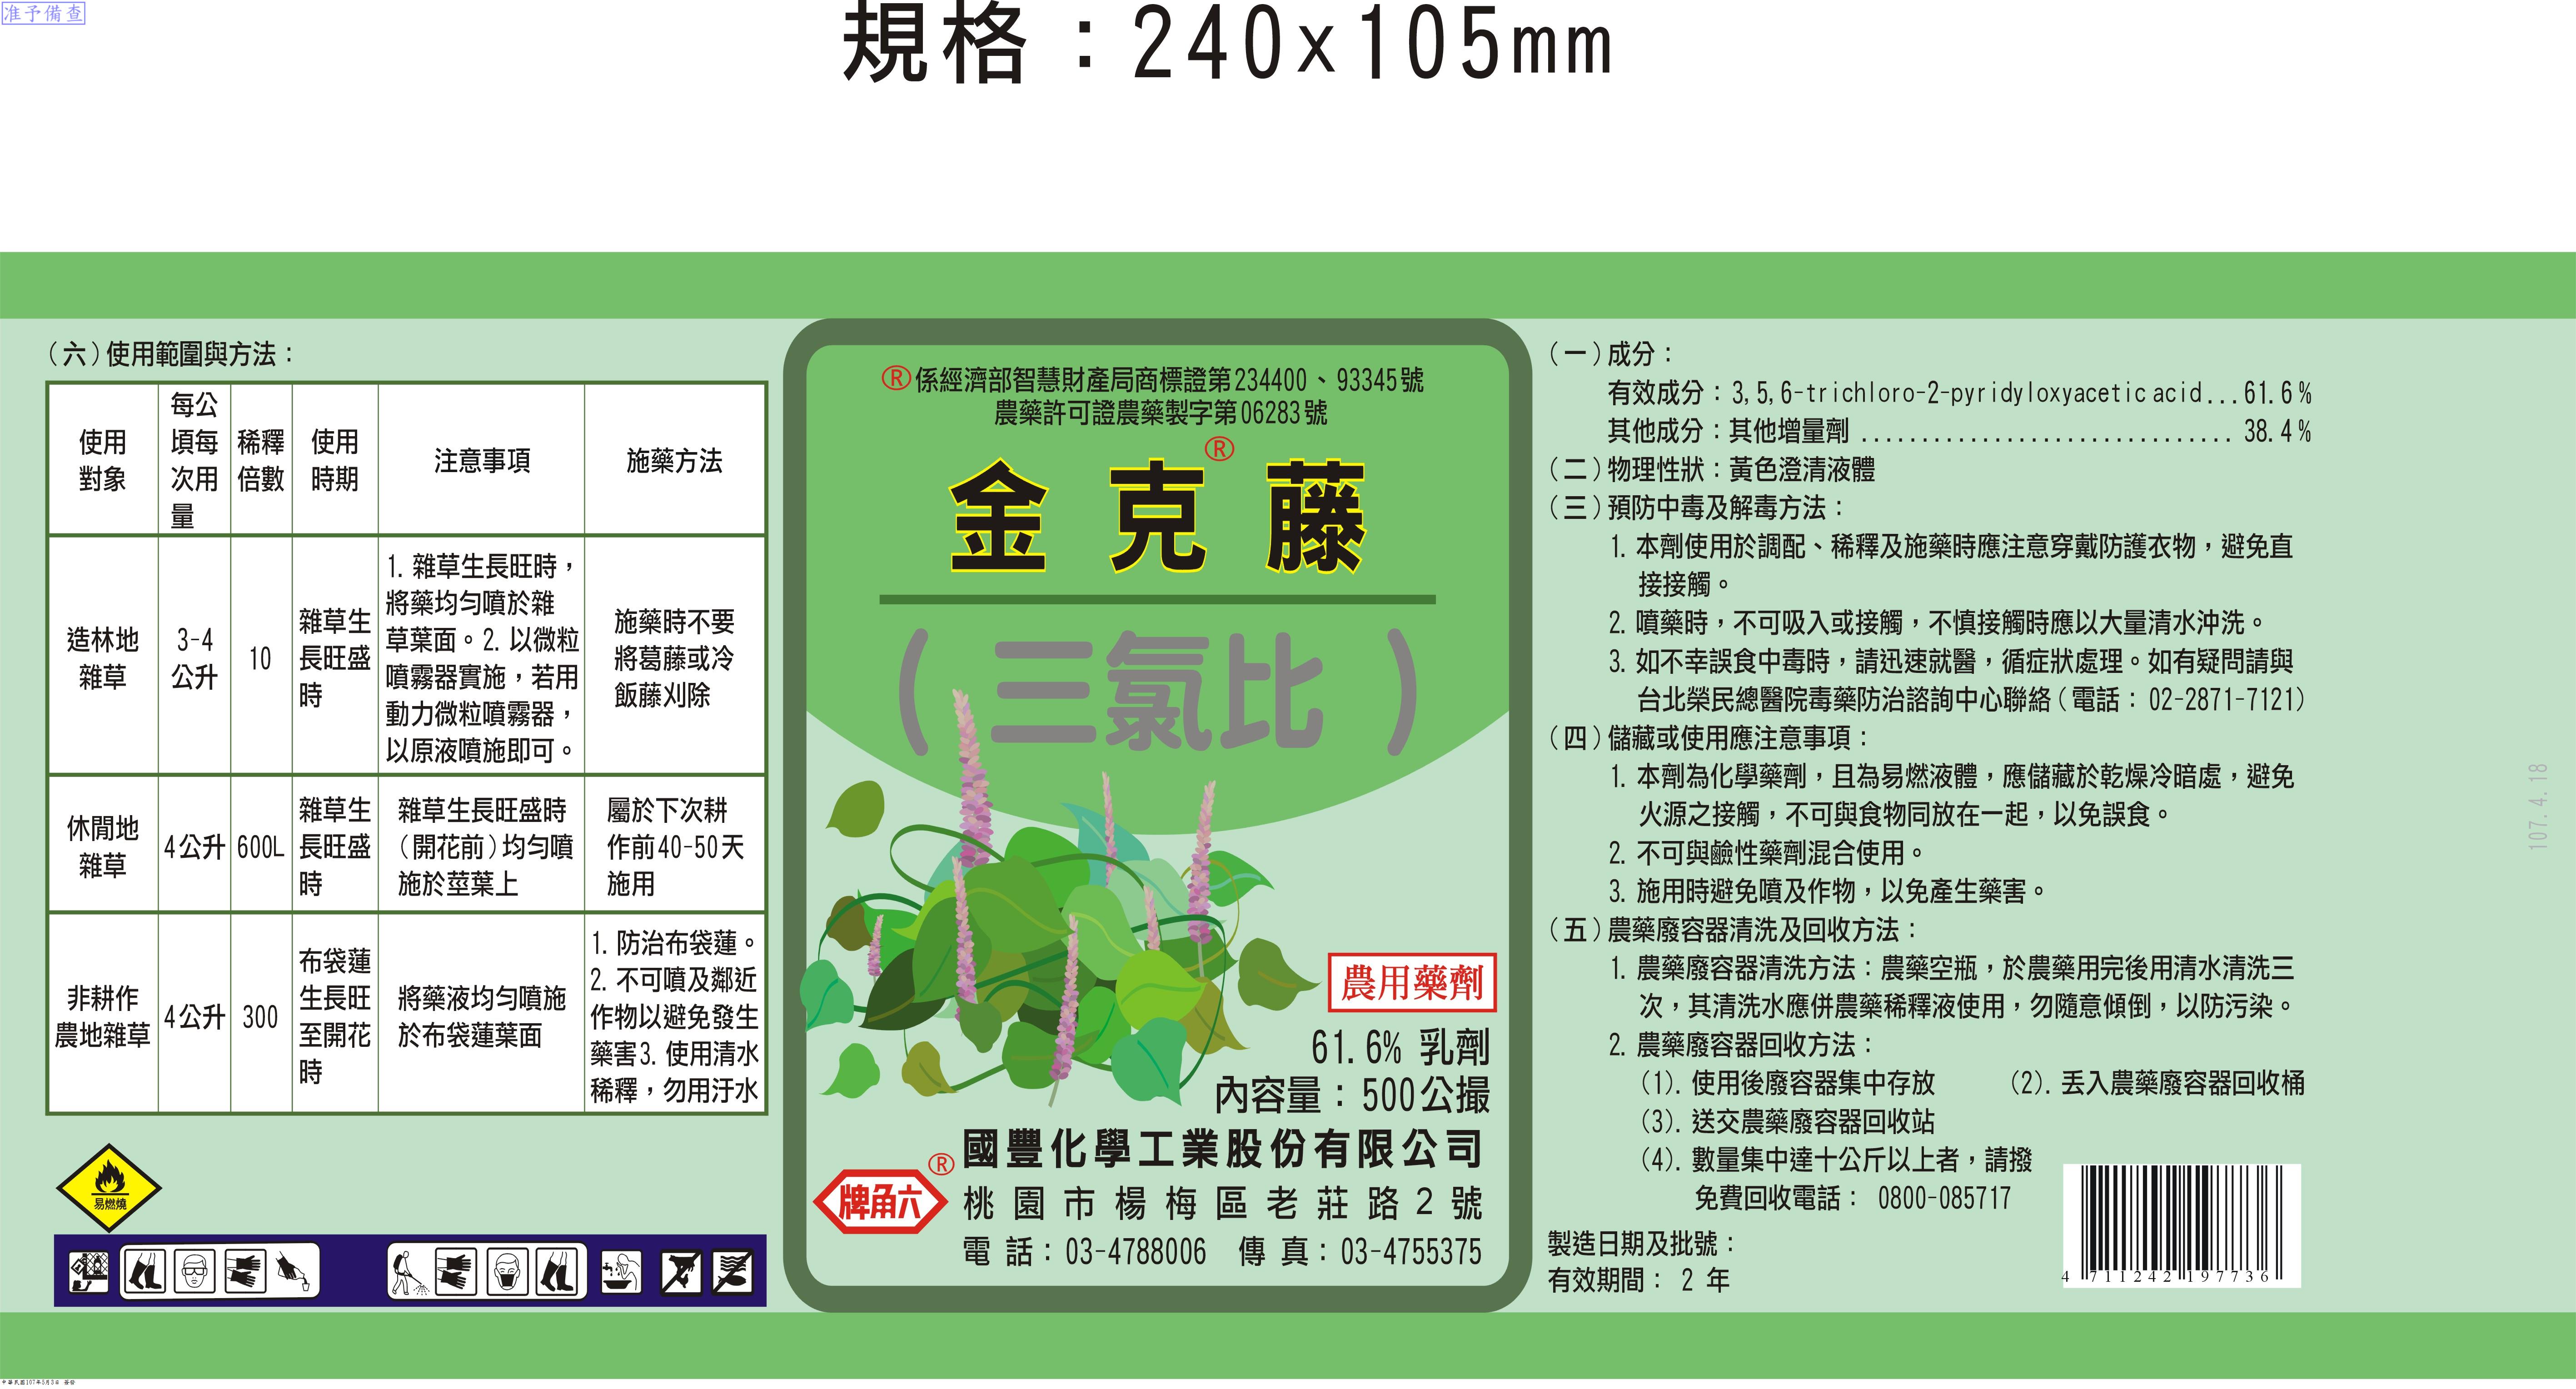 准予備查
規格：240x105mm
（六）使用範圍與方法：
使用對象
每公頃每次用量
稀釋倍數
使用時期
注意事項
施藥方法
造林地
雜草
3-4
公升
10
雜草生
長旺盛
時
1. 雜草生長旺時，
將藥均勻噴於雜
草葉面。2. 以微粒
噴霧器實施，若用
動力微粒噴霧器，
以原液噴施即可。
施藥時不要
將葛藤或冷
飯藤刈除
休閒地
雜草
4公升
600L
雜草生
長旺盛
時
雜草生長旺盛時
（開花前）均勻噴
施於莖葉上
屬於下次耕
作前40-50天
施用
非耕作
農地雜草
4公升
300
布袋蓮
生長旺
至開花
時
將藥液均勻噴施
於布袋蓮葉面
1. 防治布袋蓮。
2. 不可噴及鄰近
作物以避免發生
藥害3. 使用清水
稀釋，勿用汙水
易燃燒
®係經濟部智慧財產局商標證第234400、93345號
農藥許可證農藥製字第06283號
金克®藤
（三氯比）
農用藥劑
61.6% 乳劑
內容量：500公撮
國豐化學工業股份有限公司
牌角六®
桃園市楊梅區老莊路2號
電話：03-4788006 傳真：03-4755375
（一）成分：
有效成分：3,5,6-trichloro-2-pyridyloxyacetic acid...61.6%
其他成分：其他增量劑 ............................... 38.4%
（二）物理性狀：黃色澄清液體
（三）預防中毒及解毒方法：
1. 本劑使用於調配、稀釋及施藥時應注意穿戴防護衣物，避免直
接接觸。
2. 噴藥時，不可吸入或接觸，不慎接觸時應以大量清水沖洗。
3. 如不幸誤食中毒時，請迅速就醫，循症狀處理。如有疑問請與
台北榮民總醫院毒藥防治諮詢中心聯絡（電話：02-2871-7121）
（四）儲藏或使用應注意事項：
1. 本劑為化學藥劑，且為易燃液體，應儲藏於乾燥冷暗處，避免
火源之接觸，不可與食物同放在一起，以免誤食。
2. 不可與鹼性藥劑混合使用。
3. 施用時避免噴及作物，以免產生藥害。
（五）農藥廢容器清洗及回收方法：
1. 農藥廢容器清洗方法：農藥空瓶，於農藥用完後用清水清洗三
次，其清洗水應併農藥稀釋液使用，勿隨意傾倒，以防污染。
2. 農藥廢容器回收方法：
(1). 使用後廢容器集中存放 (2). 丟入農藥廢容器回收桶
(3). 送交農藥廢容器回收站
(4). 數量集中達十公斤以上者，請撥
免費回收電話： 0800-085717
製造日期及批號：
有效期間： 2 年
4 711242 197736
107.4.18
中華民國107年5月3日 簽發